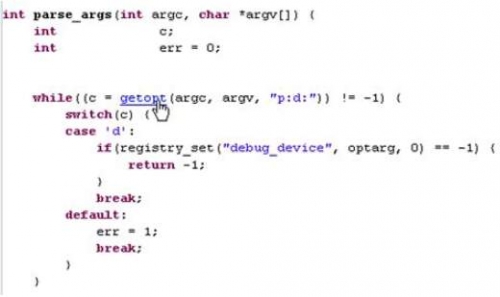 int parse_args(int argc, char *argv[]) {
int c;
int err = 0;
while((c = getopt(argc, argv, "p:d:")) != -1) {
switch(c) {
case 'd':
if(registry_set("debug_device", optarg, 0) == -1) {
return -1;
}
break;
default:
err = 1;
break;
}
}